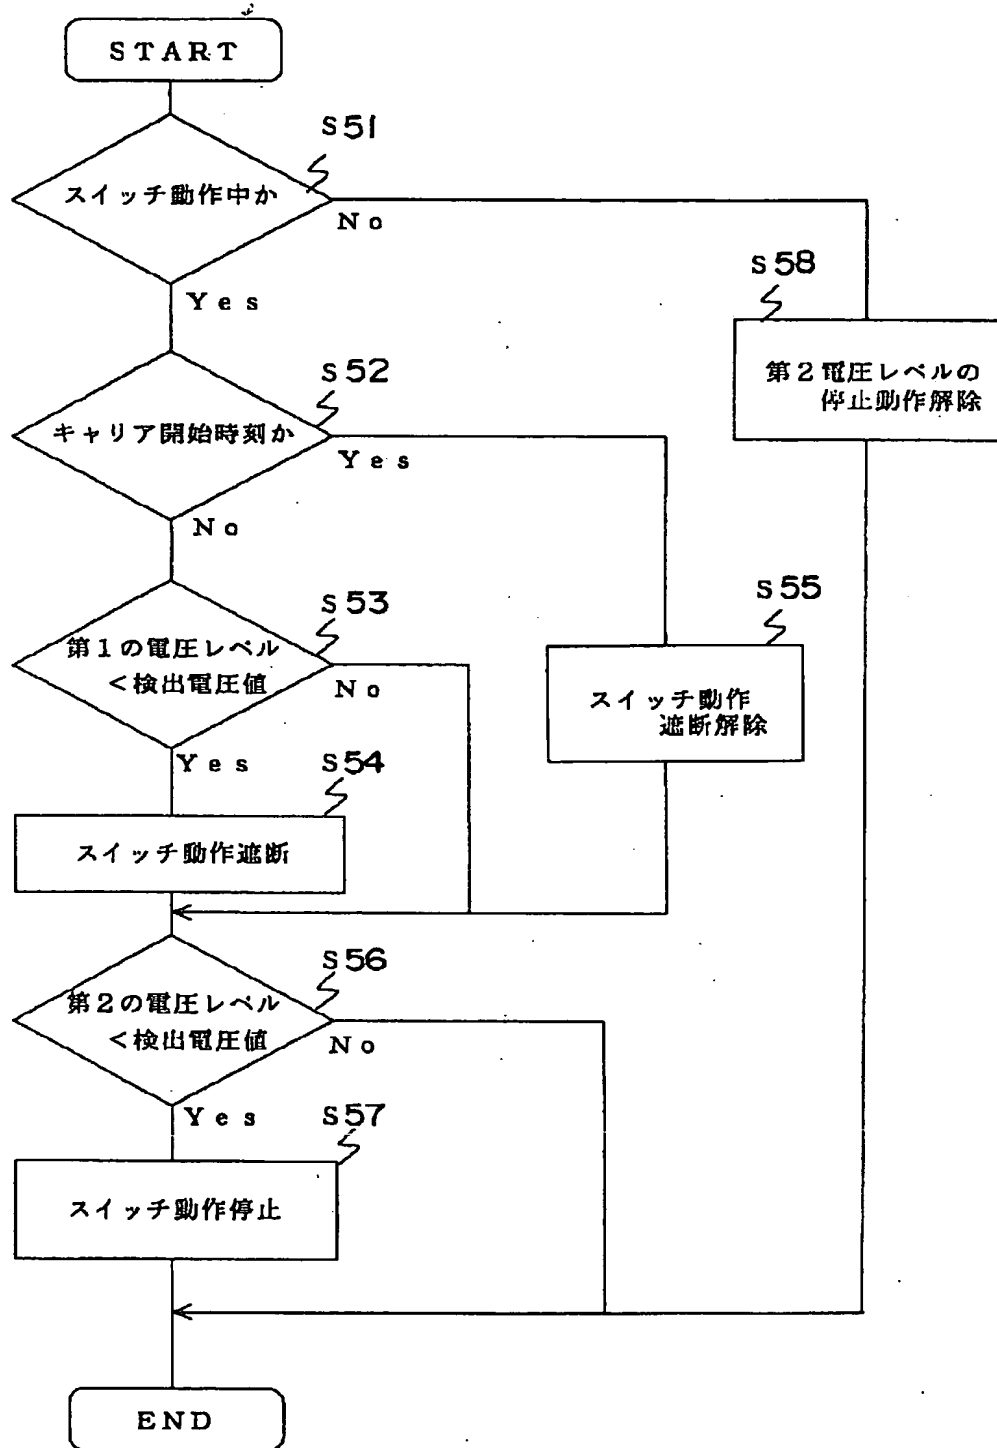 START
S51
スイッチ動作中か
No
Yes
S58
第2電圧レベルの
停止動作解除
S52
キャリア開始時刻か
Yes
No
S53
第1の電圧レベル
<検出電圧値
No
Yes
S55
スイッチ動作
遮断解除
S54
スイッチ動作遮断
S56
第2の電圧レベル
<検出電圧値
No
Yes
S57
スイッチ動作停止
END